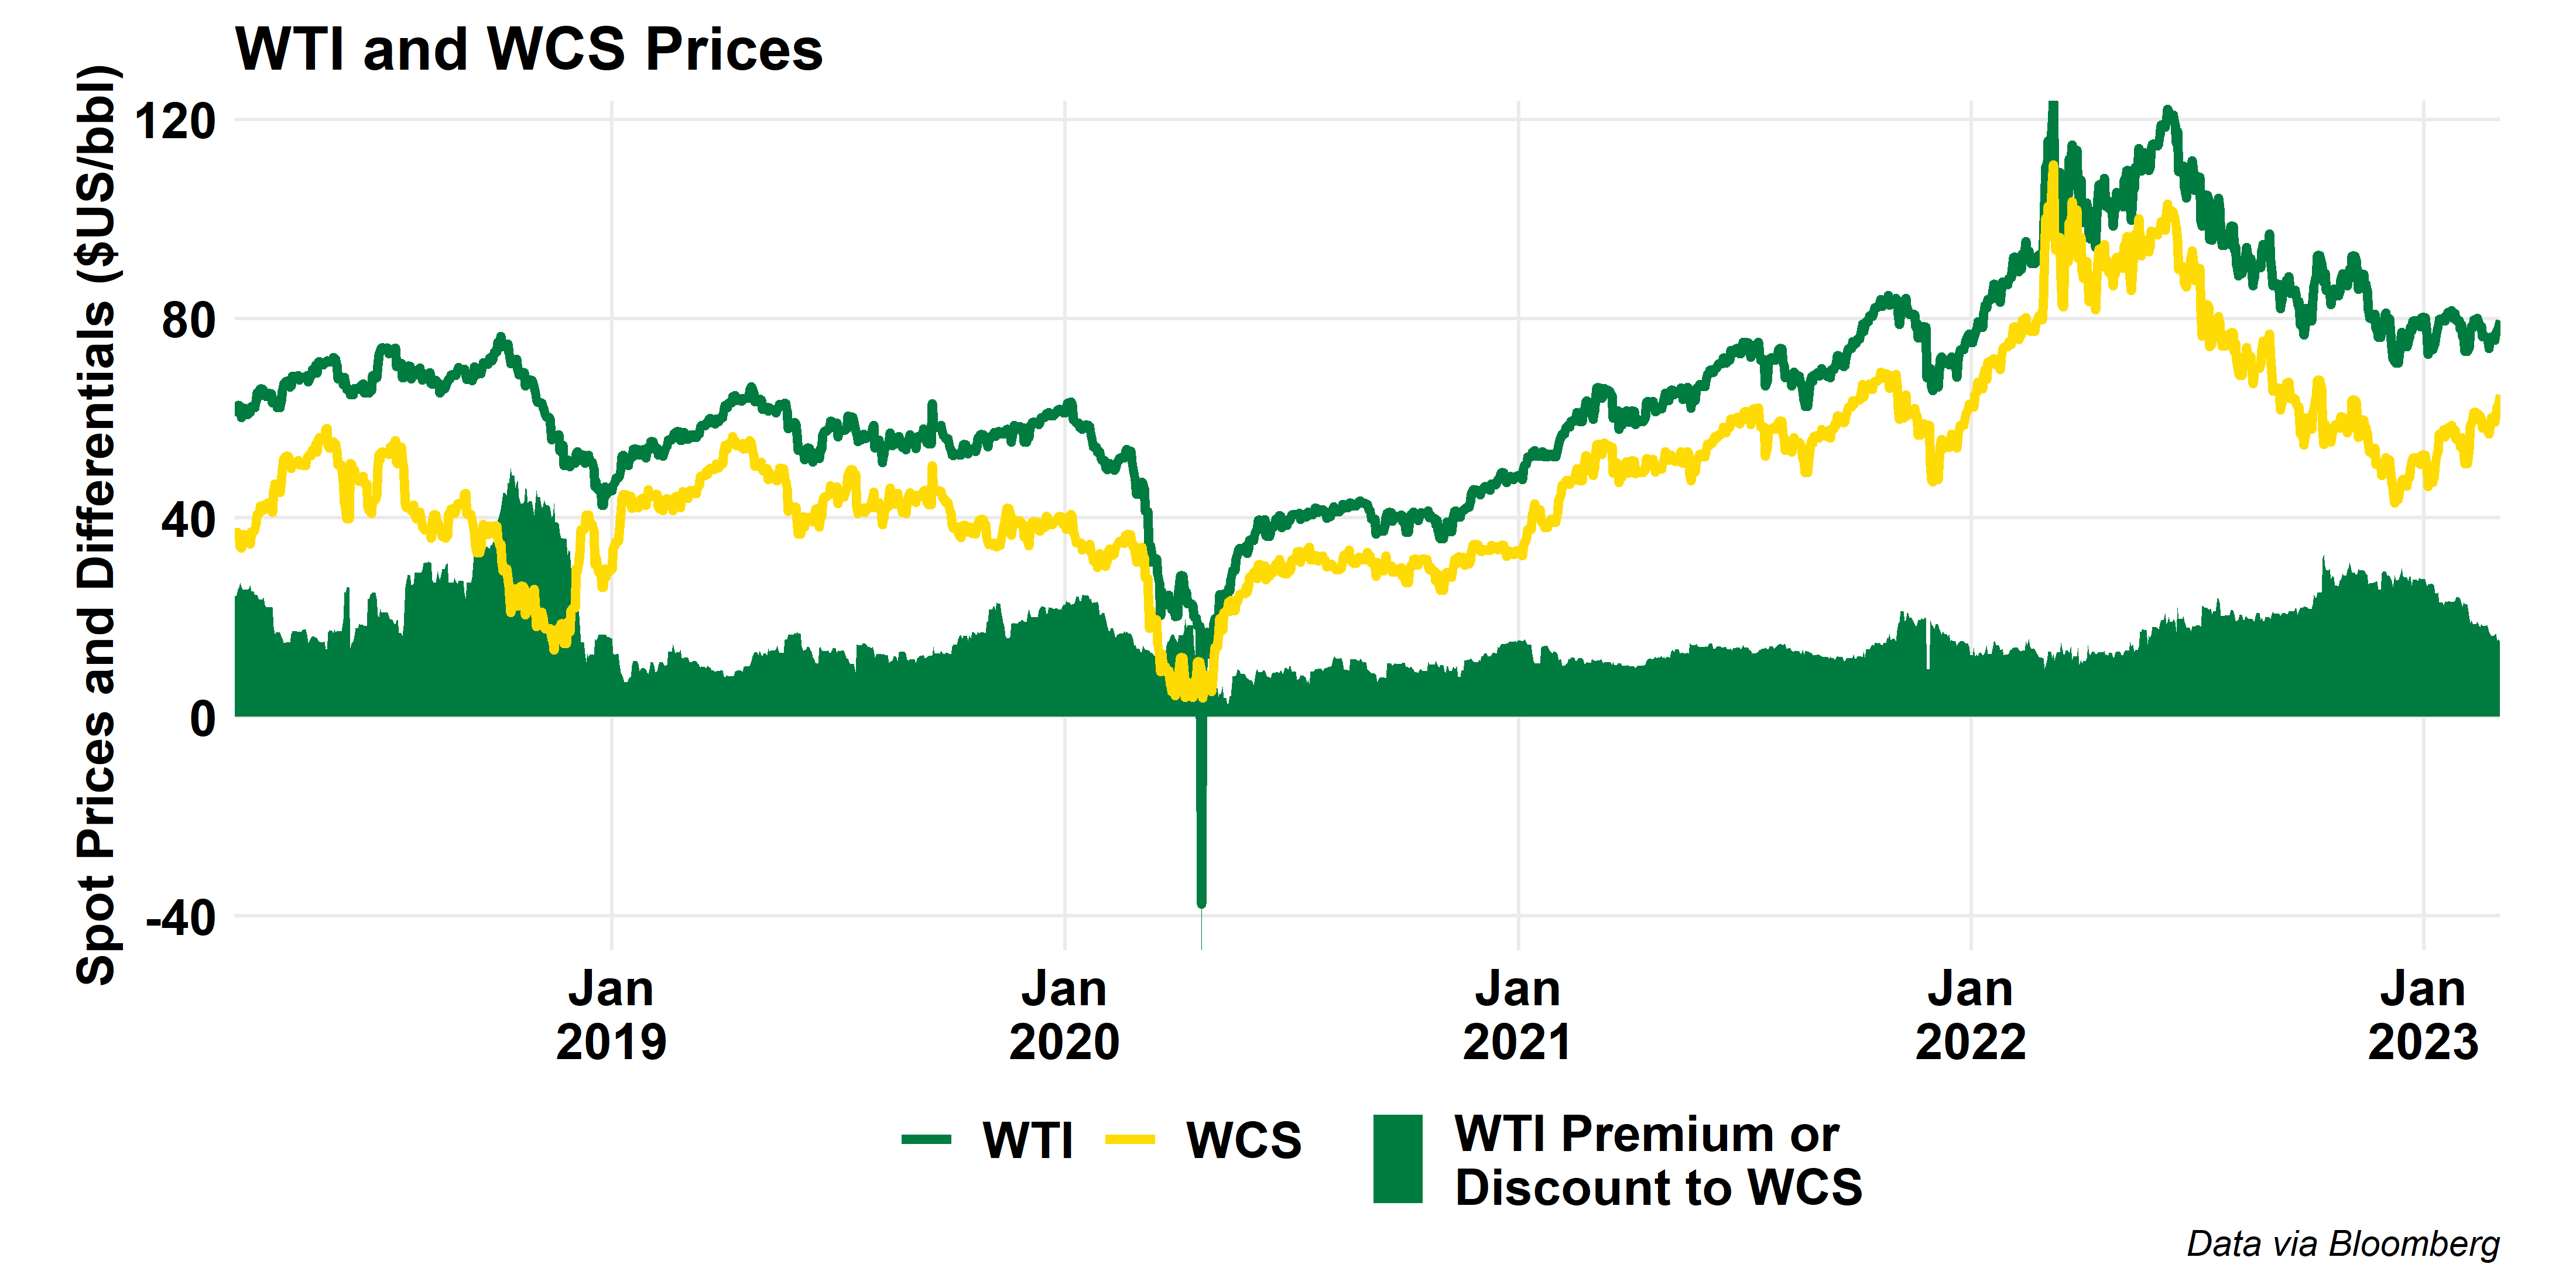 WTI and WCS Prices
Spot Prices and Differentials ($US/bbl)
120
80
40
0
-40
Jan
2019
Jan
2020
Jan
2021
Jan
2022
Jan
2023
WTI
WCS
WTI Premium or
Discount to WCS
Data via Bloomberg